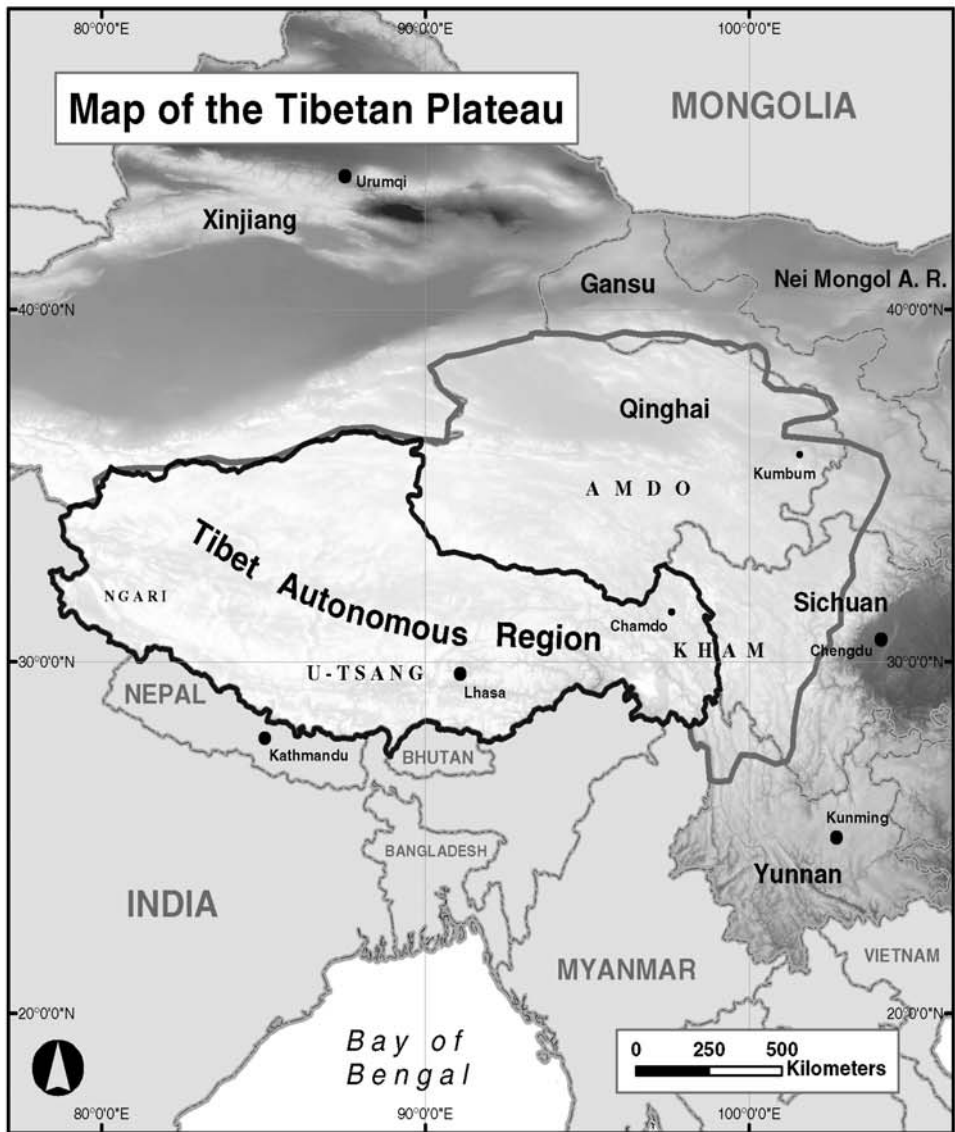 80°0'0"E 90°0'0"E 100°0'0"E
Map of the Tibetan Plateau
MONGOLIA
Urumqi
Xinjiang
Gansu
Nei Mongol A. R.
40°0'0"N 40°0'0"N
Qinghai
Kumbum
AMDO
Tibet Autonomous Region
NGARI
Sichuan
Chamdo
KHAM
Chengdu
30°0'0"N 30°0'0"N
U-TSANG
Lhasa
NEPAL
Kathmandu
BHUTAN
Kunming
BANGLADESH
Yunnan
INDIA
VIETNAM
MYANMAR
20°0'0"N 20°0'0"N
Bay of
Bengal
0 250 500
Kilometers
80°0'0"E 90°0'0"E 100°0'0"E